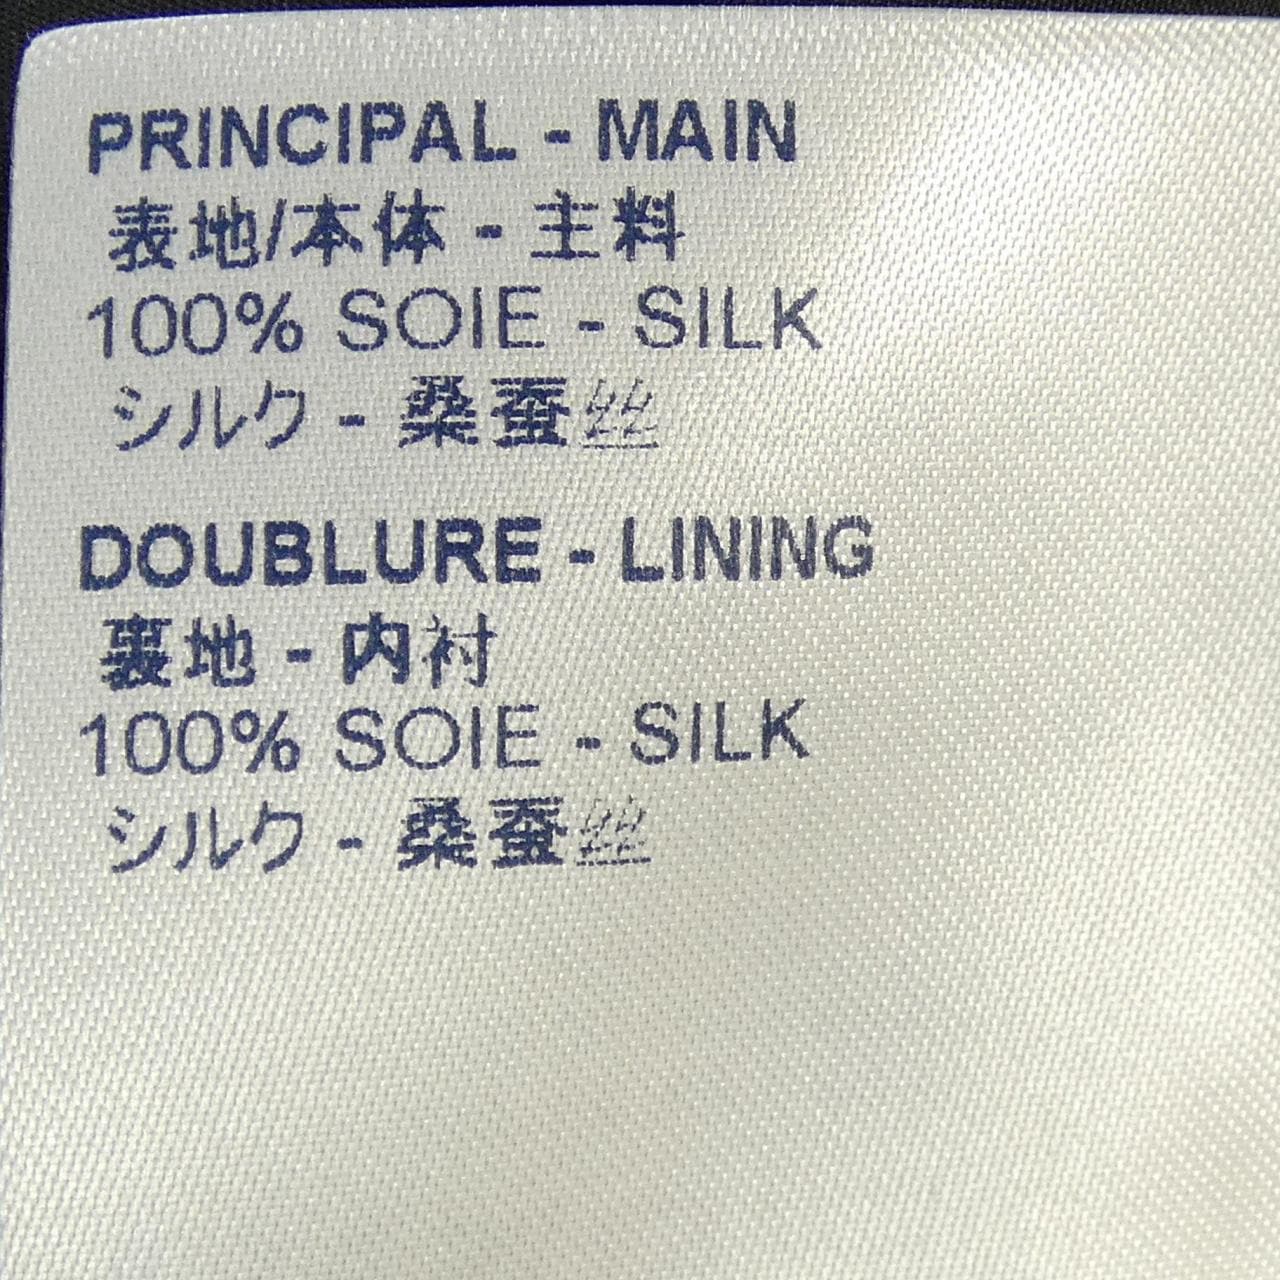 PRINCIPAL - MAIN
表地/本体 - 主料
100% SOIE - SILK
シルク - 桑蚕丝
DOUBLURE - LINING
裏地 - 内衬
100% SOIE - SILK
シルク - 桑蚕丝